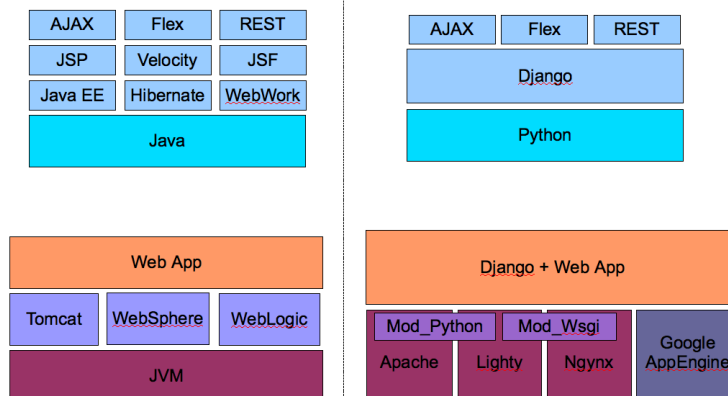 AJAX Flex REST
JSP Velocity JSF
Java EE Hibernate WebWork
Java
Web App
Tomcat WebSphere WebLogic
JVM
AJAX Flex REST
Django
Python
Django + Web App
Mod_Python Mod_Wsgi
Apache Lighty Ngynx Google
AppEngine